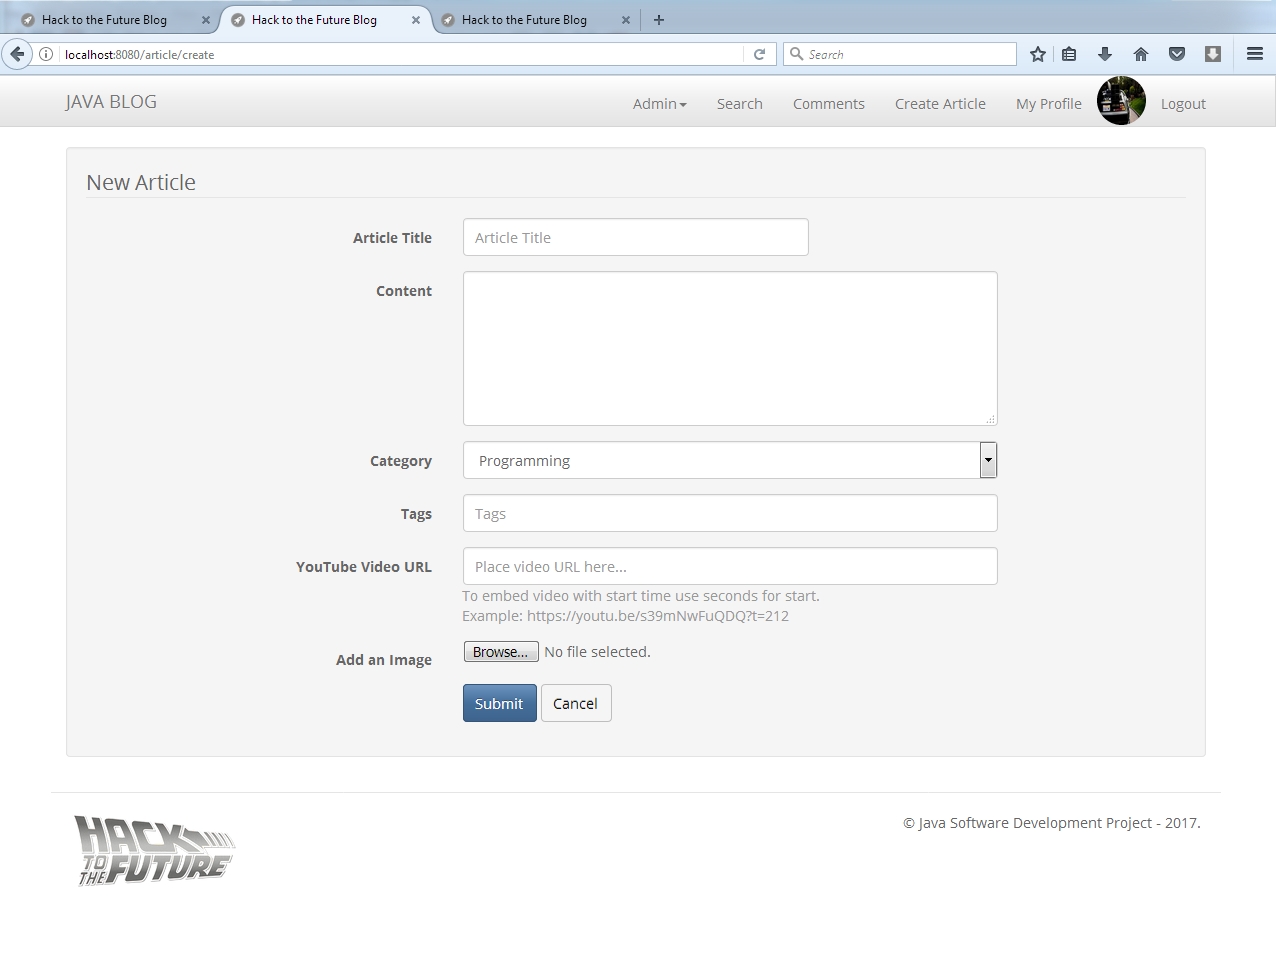 Hack to the Future Blog
Hack to the Future Blog
Hack to the Future Blog
localhost:8080/article/create
Search
JAVA BLOG
Admin
Search
Comments
Create Article
My Profile
Logout
New Article
Article Title
Article Title
Content
Category
Programming
Tags
Tags
YouTube Video URL
Place video URL here...
To embed video with start time use seconds for start.
Example: https://youtu.be/s39mNwFuQDQ?t=212
Add an Image
Browse...
No file selected.
Submit
Cancel
HACK
TO
THE FUTURE
© Java Software Development Project - 2017.